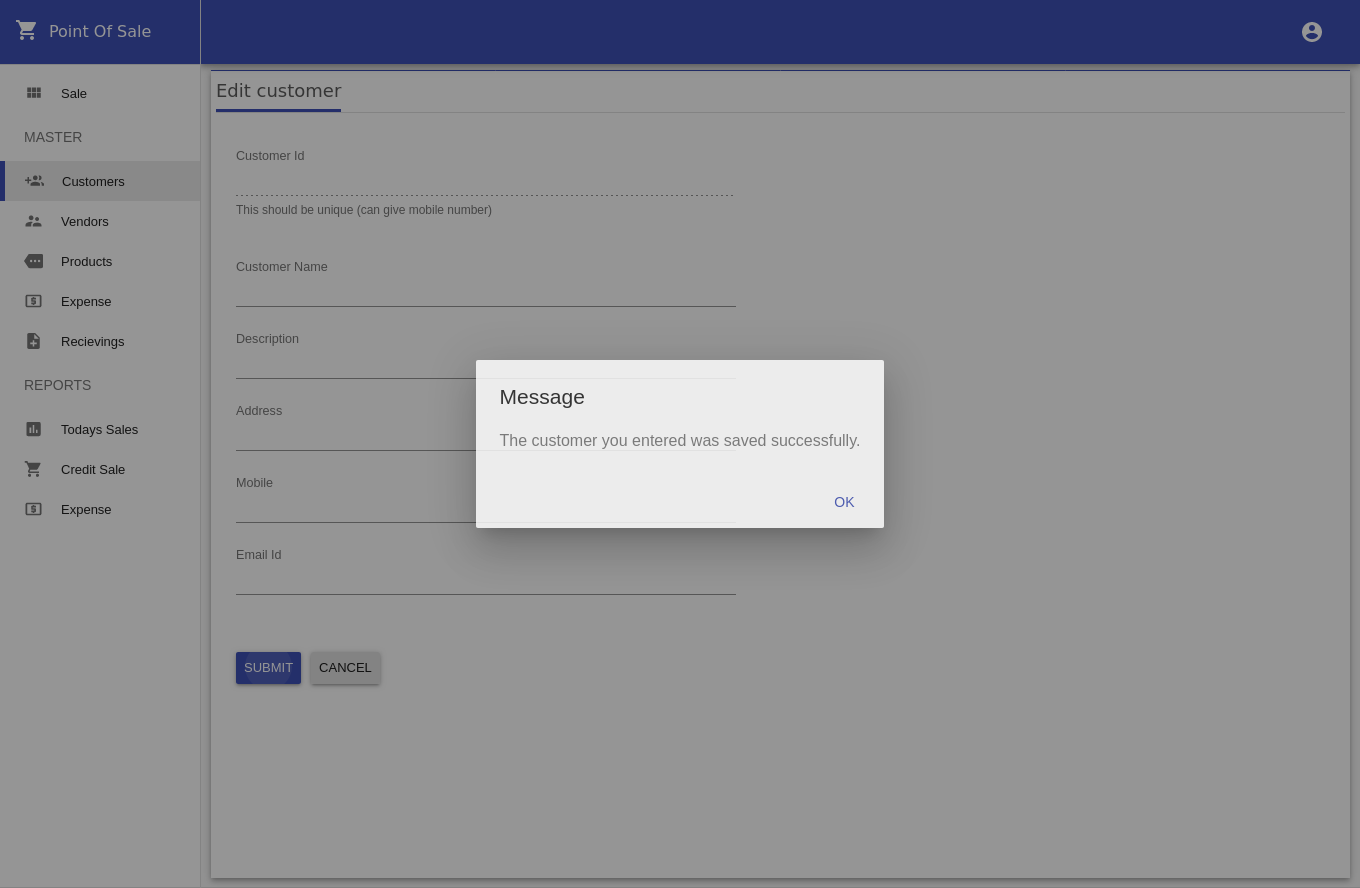 Point Of Sale
Sale
MASTER
Customers
Vendors
Products
Expense
Recievings
REPORTS
Todays Sales
Credit Sale
Expense
Edit customer
Customer Id
This should be unique (can give mobile number)
Customer Name
Description
Address
Mobile
Email Id
SUBMIT CANCEL
Message
The customer you entered was saved successfully.
OK